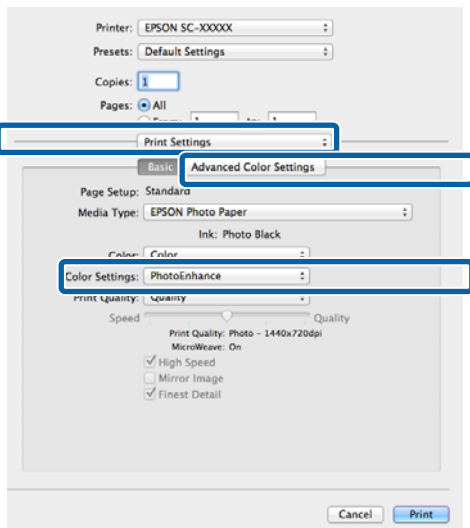 Printer: EPSON SC-XXXXX
Presets: Default Settings
Copies: 1
Pages: All
Print Settings
Basic Advanced Color Settings
Page Setup: Standard
Media Type: EPSON Photo Paper
Ink: Photo Black
Color: Color
Color Settings: PhotoEnhance
Print Quality: Quality
Speed Quality
Print Quality: Photo - 1440x720dpi
MicroWeave: On
High Speed
Mirror Image
Finest Detail
Cancel Print